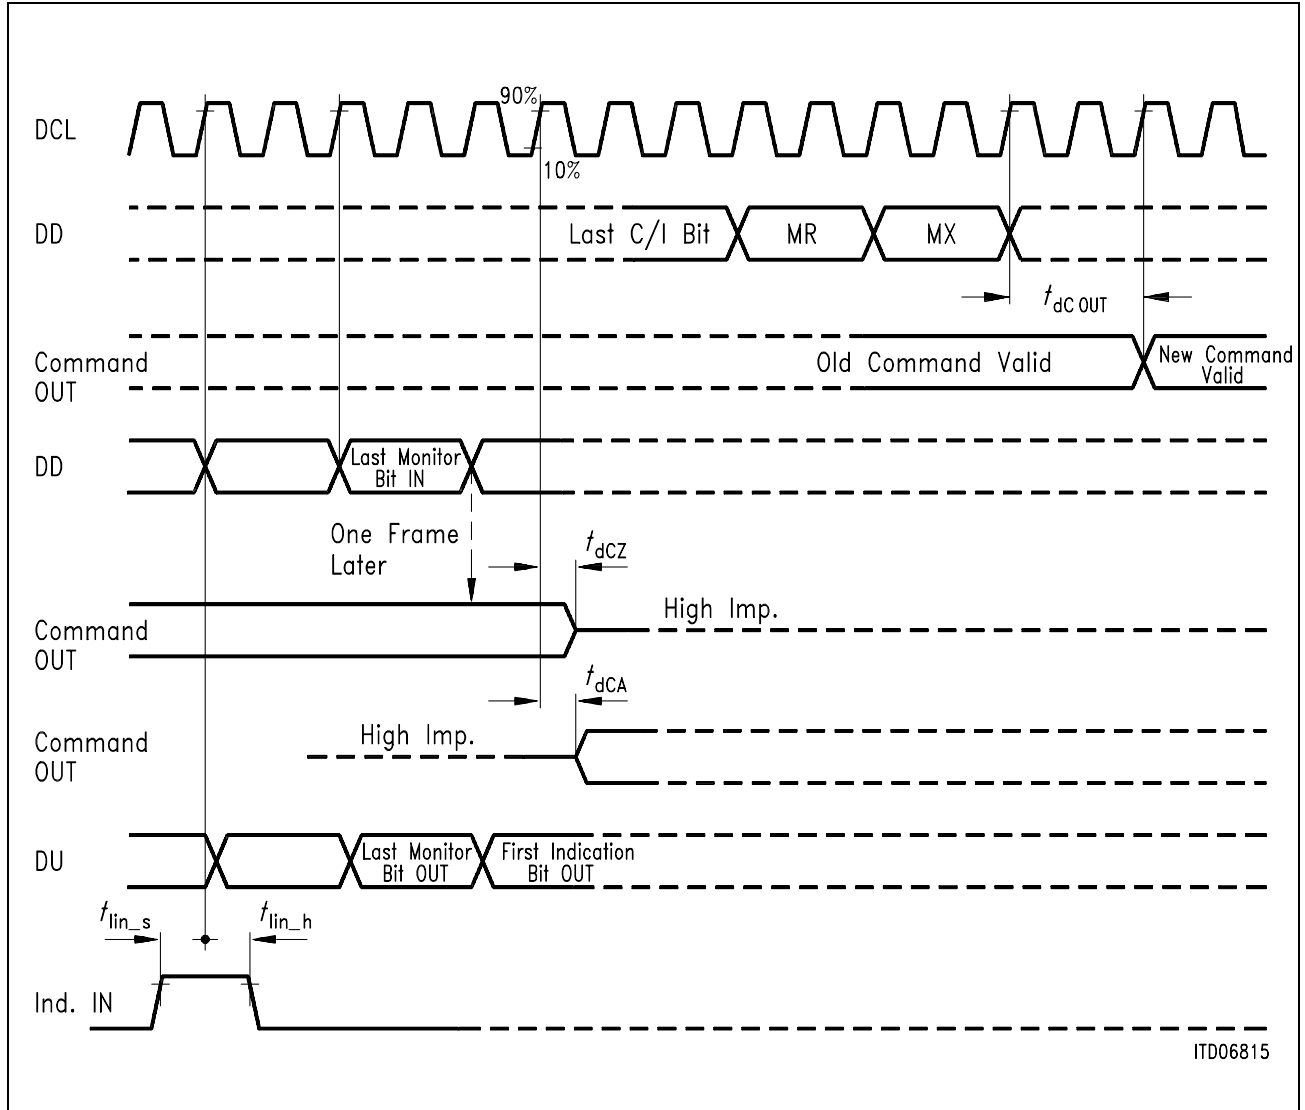 90%
DCL
10%
DD
Last C/I Bit
MR
MX
tdC OUT
Command
OUT
Old Command Valid
New Command
Valid
DD
Last Monitor
Bit IN
One Frame
Later
tdCZ
Command
OUT
High Imp.
tdCA
Command
OUT
High Imp.
DU
Last Monitor
Bit OUT
First Indication
Bit OUT
tlin_s
tlin_h
Ind. IN
ITD06815